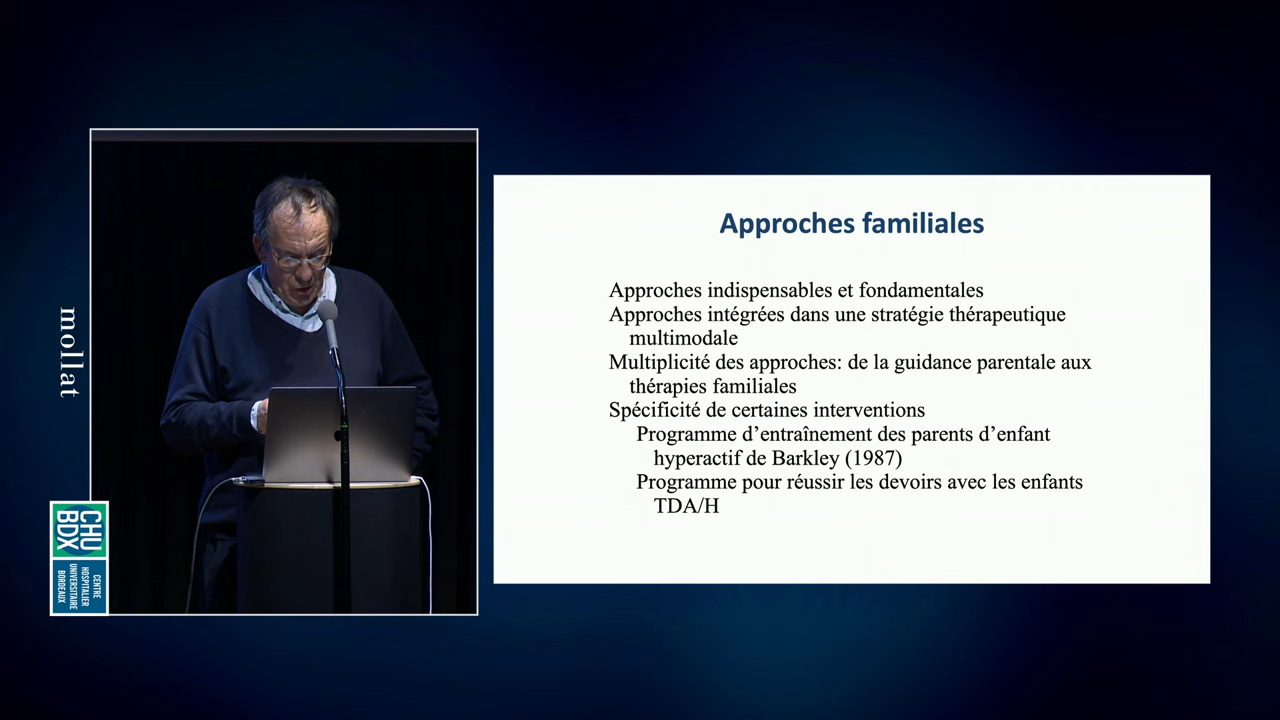 mollat
CHU
BDX
CENTRE
HOSPITALIER
UNIVERSITAIRE
BORDEAUX
Approches familiales
Approches indispensables et fondamentales
Approches intégrées dans une stratégie thérapeutique
multimodale
Multiplicité des approches: de la guidance parentale aux
thérapies familiales
Spécificité de certaines interventions
Programme d’entraînement des parents d’enfant
hyperactif de Barkley (1987)
Programme pour réussir les devoirs avec les enfants
TDA/H